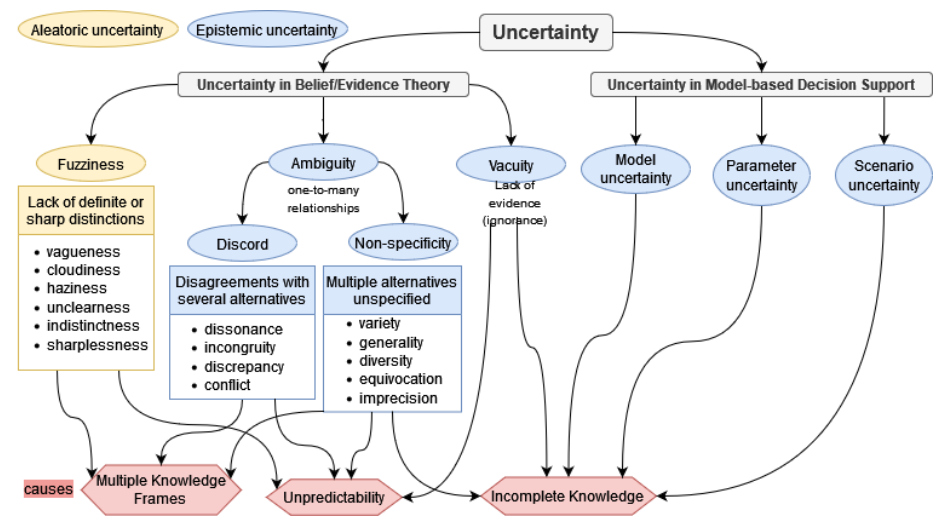 Aleatoric uncertainty
Epistemic uncertainty
Uncertainty
Uncertainty in Belief/Evidence Theory
Uncertainty in Model-based Decision Support
Fuzziness
Ambiguity
Vacuity
Model
uncertainty
Parameter
uncertainty
Scenario
uncertainty
one-to-many
relationships
Lack of
evidence
(ignorance)
Lack of definite or
sharp distinctions
• vagueness
• cloudiness
• haziness
• unclearness
• indistinctness
• sharplessness
Discord
Non-specificity
Disagreements with
several alternatives
• dissonance
• incongruity
• discrepancy
• conflict
Multiple alternatives
unspecified
• variety
• generality
• diversity
• equivocation
• imprecision
causes
Multiple Knowledge
Frames
Unpredictability
Incomplete Knowledge